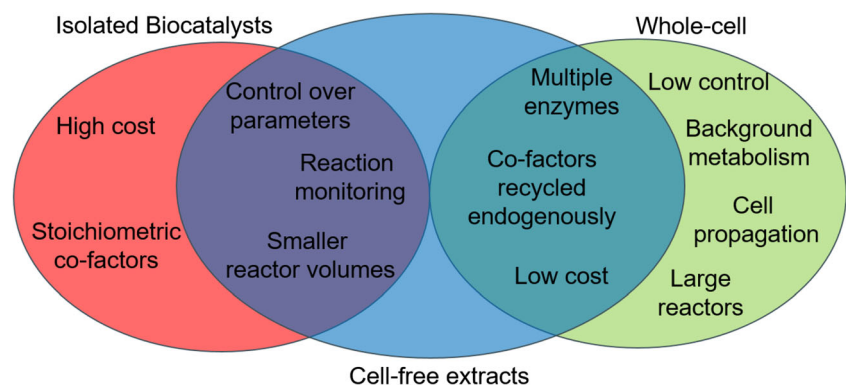 Isolated Biocatalysts
Whole-cell
High cost
Stoichiometric
co-factors
Control over
parameters
Reaction
monitoring
Smaller
reactor volumes
Multiple
enzymes
Co-factors
recycled
endogenously
Low cost
Low control
Background
metabolism
Cell
propagation
Large
reactors
Cell-free extracts